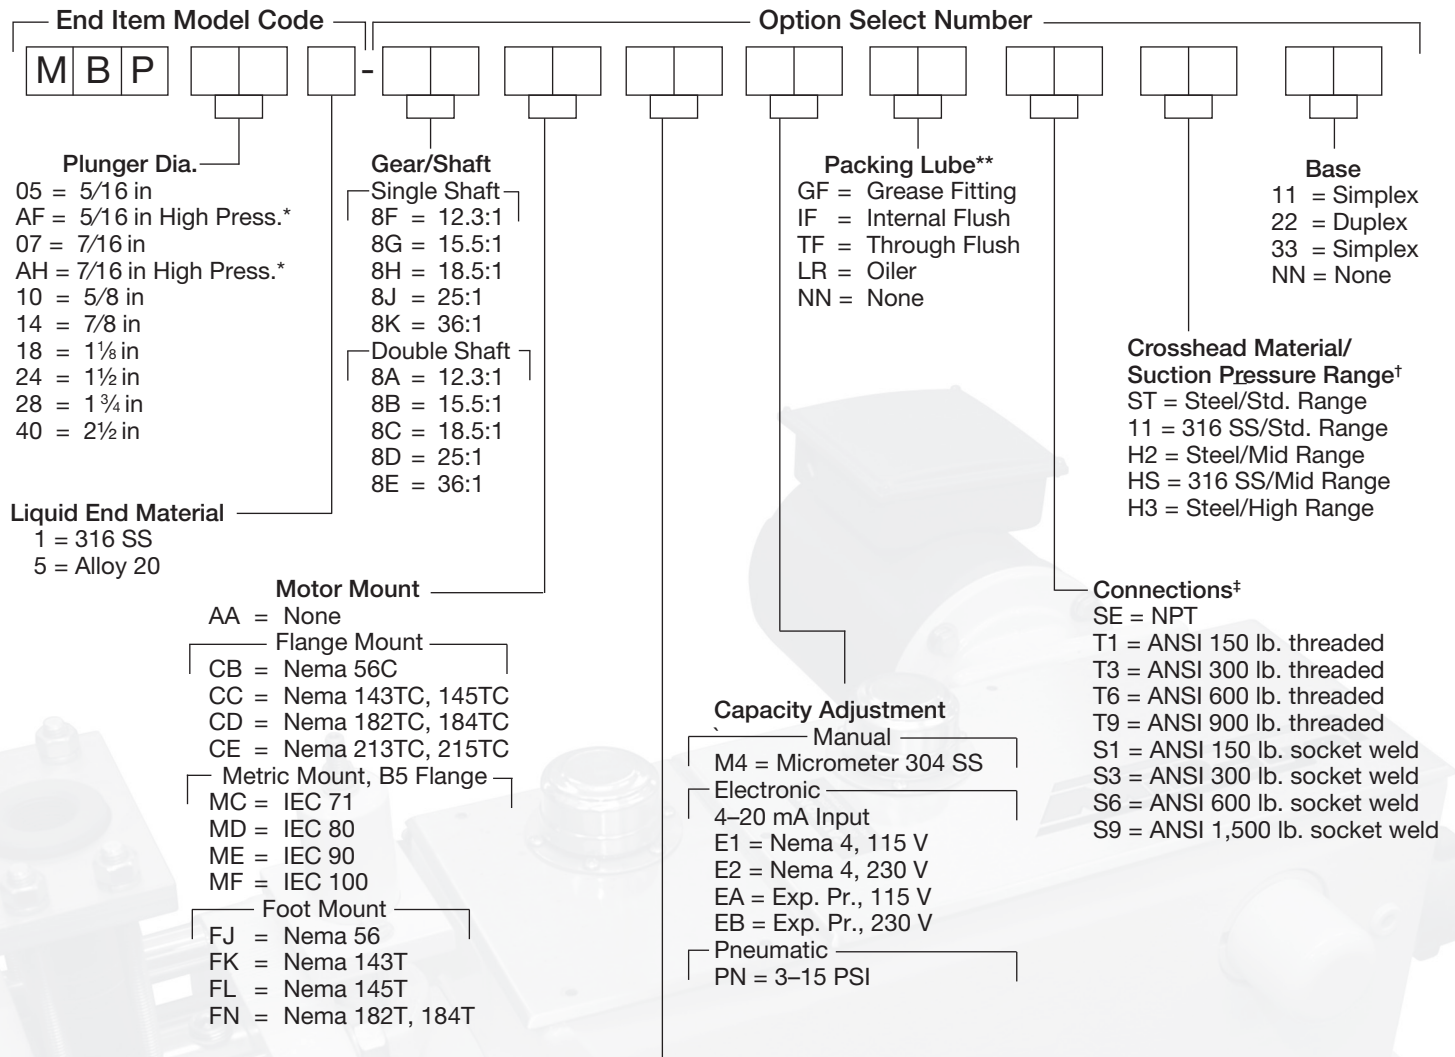 End Item Model Code
Option Select Number
M B P
-
Plunger Dia.
05 = 5/16 in
AF = 5/16 in High Press.*
07 = 7/16 in
AH = 7/16 in High Press.*
10 = 5/8 in
14 = 7/8 in
18 = 1⅛ in
24 = 1½ in
28 = 1¾ in
40 = 2½ in
Liquid End Material
1 = 316 SS
5 = Alloy 20
Gear/Shaft
Single Shaft
8F = 12.3:1
8G = 15.5:1
8H = 18.5:1
8J = 25:1
8K = 36:1
Double Shaft
8A = 12.3:1
8B = 15.5:1
8C = 18.5:1
8D = 25:1
8E = 36:1
Motor Mount
AA = None
Flange Mount
CB = Nema 56C
CC = Nema 143TC, 145TC
CD = Nema 182TC, 184TC
CE = Nema 213TC, 215TC
Metric Mount, B5 Flange
MC = IEC 71
MD = IEC 80
ME = IEC 90
MF = IEC 100
Foot Mount
FJ = Nema 56
FK = Nema 143T
FL = Nema 145T
FN = Nema 182T, 184T
Capacity Adjustment
Manual
M4 = Micrometer 304 SS
Electronic
4–20 mA Input
E1 = Nema 4, 115 V
E2 = Nema 4, 230 V
EA = Exp. Pr., 115 V
EB = Exp. Pr., 230 V
Pneumatic
PN = 3–15 PSI
Packing Lube**
GF = Grease Fitting
IF = Internal Flush
TF = Through Flush
LR = Oiler
NN = None
Connections‡
SE = NPT
T1 = ANSI 150 lb. threaded
T3 = ANSI 300 lb. threaded
T6 = ANSI 600 lb. threaded
T9 = ANSI 900 lb. threaded
S1 = ANSI 150 lb. socket weld
S3 = ANSI 300 lb. socket weld
S6 = ANSI 600 lb. socket weld
S9 = ANSI 1,500 lb. socket weld
Crosshead Material/
Suction Pressure Range†
ST = Steel/Std. Range
11 = 316 SS/Std. Range
H2 = Steel/Mid Range
HS = 316 SS/Mid Range
H3 = Steel/High Range
Base
11 = Simplex
22 = Duplex
33 = Simplex
NN = None